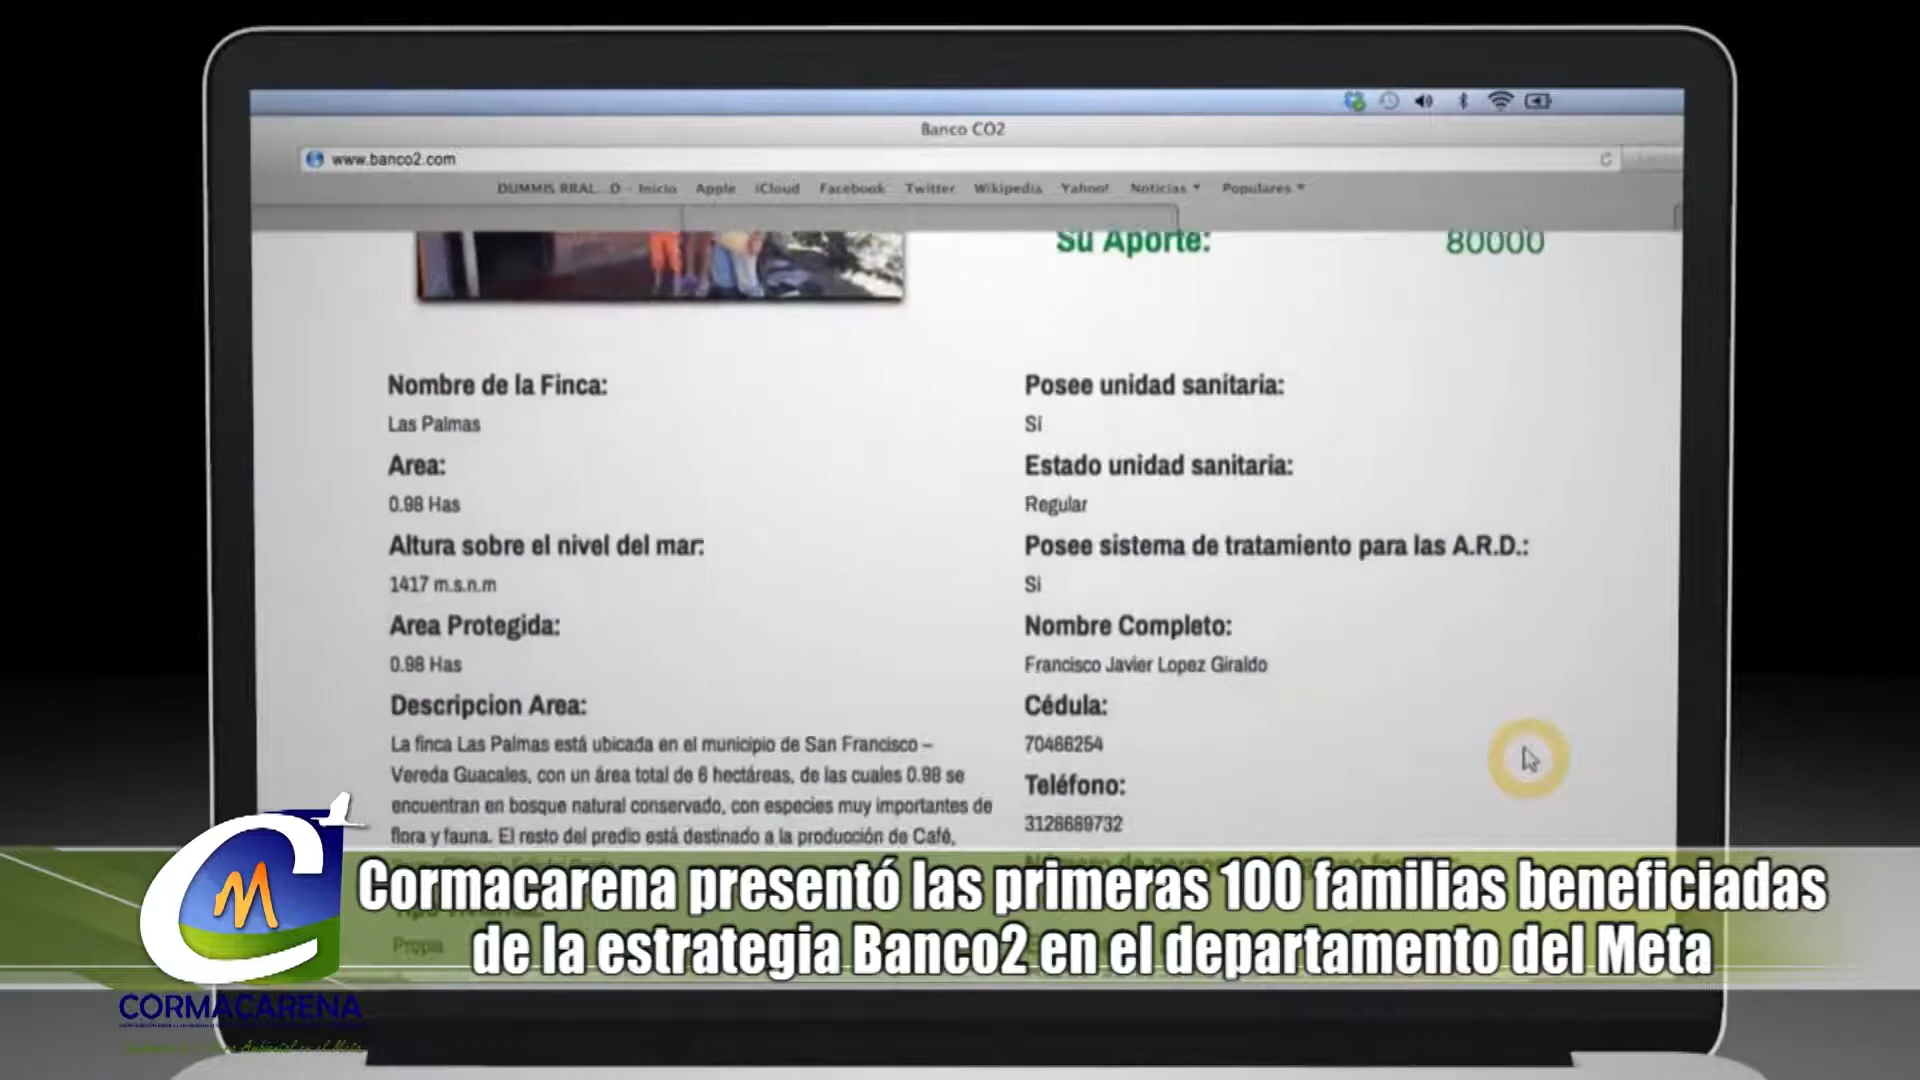 Banco CO2
www.banco2.com
Inicio Apple iCloud Facebook Twitter Wikipedia Yahoo! Noticias Populares
Su Aporte: 80000
Nombre de la Finca:
Las Palmas
Area:
0.98 Has
Altura sobre el nivel del mar:
1417 m.s.n.m
Area Protegida:
0.98 Has
Descripcion Area:
La finca Las Palmas está ubicada en el municipio de San Francisco –
Vereda Guacales, con un área total de 6 hectáreas, de las cuales 0.98 se
encuentran en bosque natural conservado, con especies muy importantes de
flora y fauna. El resto del predio está destinado a la producción de Café,
Propia
Posee unidad sanitaria:
Sí
Estado unidad sanitaria:
Regular
Posee sistema de tratamiento para las A.R.D.:
Sí
Nombre Completo:
Francisco Javier Lopez Giraldo
Cédula:
70466254
Teléfono:
3128669732
Cormacarena presentó las primeras 100 familias beneficiadas
de la estrategia Banco2 en el departamento del Meta
CORMACARENA